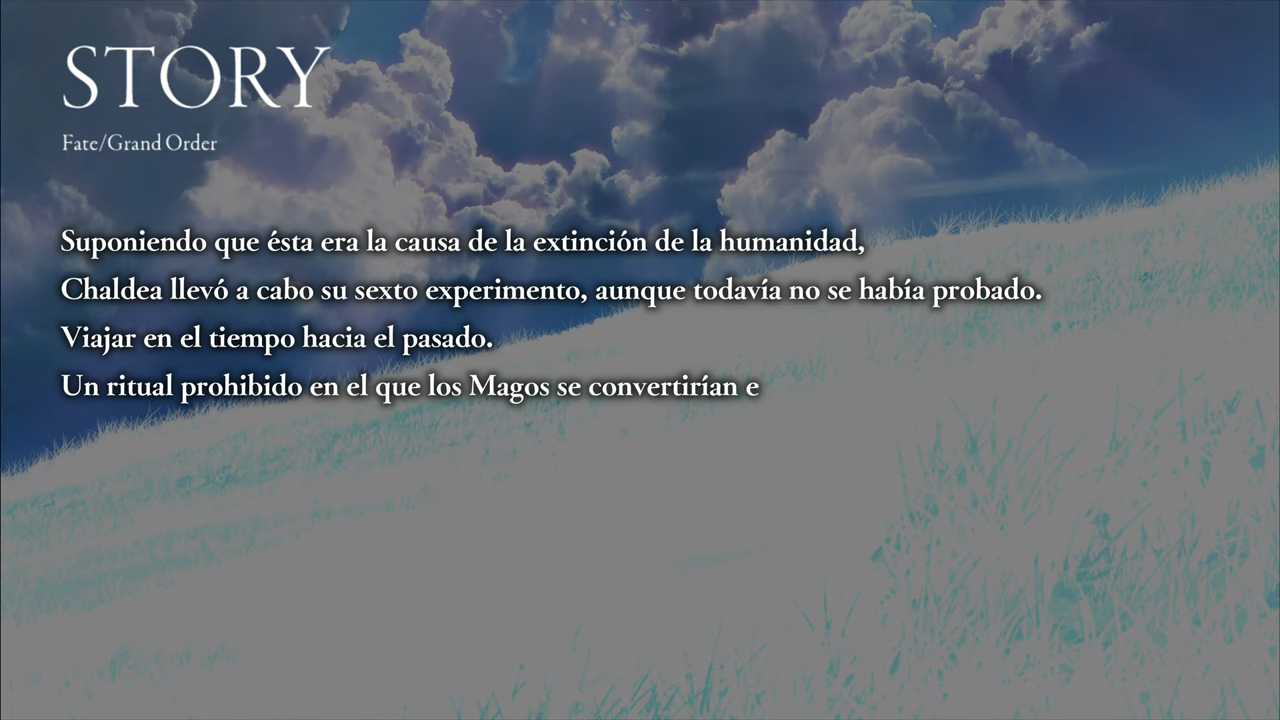 STORY
Fate/Grand Order
Suponiendo que ésta era la causa de la extinción de la humanidad,
Chaldea llevó a cabo su sexto experimento, aunque todavía no se había probado.
Viajar en el tiempo hacia el pasado.
Un ritual prohibido en el que los Magos se convertirían e